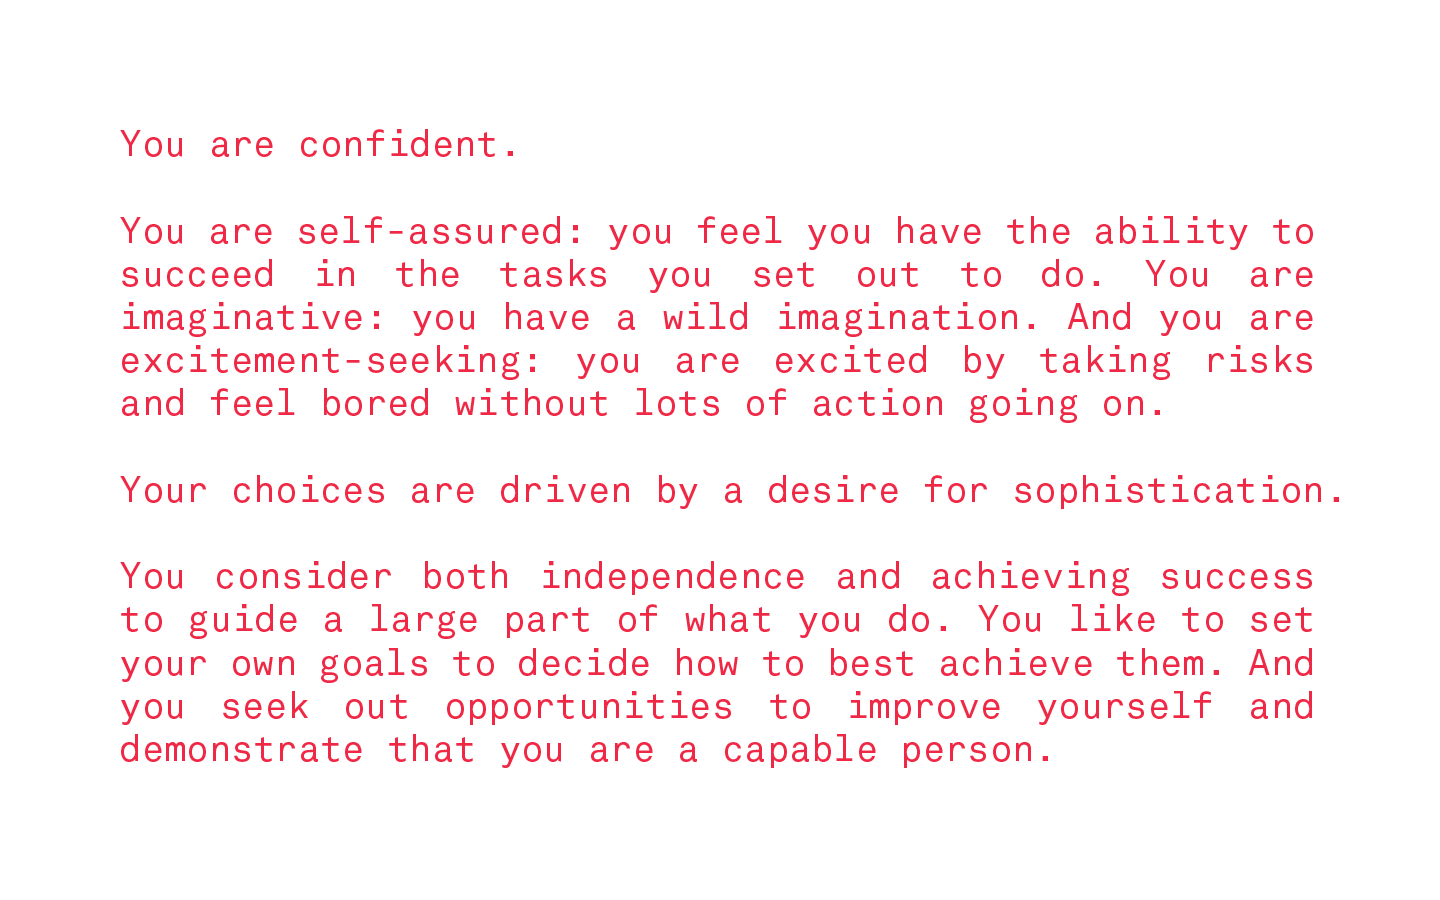 You are confident.
You are self-assured: you feel you have the ability to
succeed in the tasks you set out to do. You are
imaginative: you have a wild imagination. And you are
excitement-seeking: you are excited by taking risks
and feel bored without lots of action going on.
Your choices are driven by a desire for sophistication.
You consider both independence and achieving success
to guide a large part of what you do. You like to set
your own goals to decide how to best achieve them. And
you seek out opportunities to improve yourself and
demonstrate that you are a capable person.